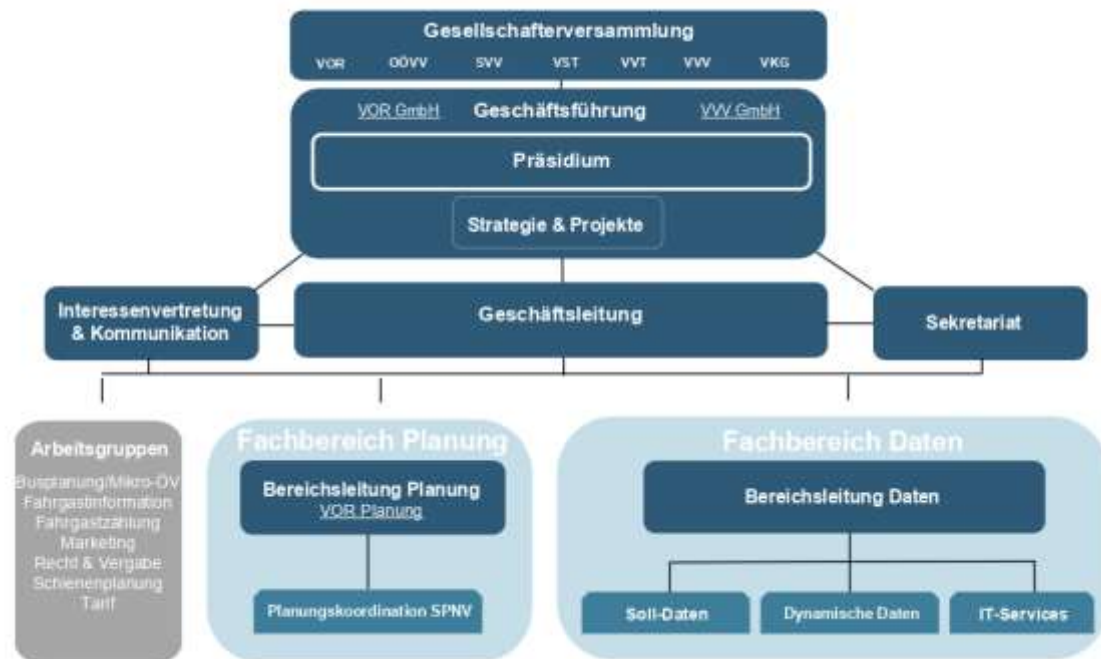 Gesellschafterversammlung
VOR OÖVV SVV VST VVT VVV VKG
VOR GmbH Geschäftsführung VVV GmbH
Präsidium
Strategie & Projekte
Interessenvertretung
& Kommunikation
Geschäftsleitung
Sekretariat
Arbeitsgruppen
Busplanung/Mikro-ÖV
Fahrgastinformation
Fahrgastzählung
Marketing
Recht & Vergabe
Schienenplanung
Tarif
Fachbereich Planung
Bereichsleitung Planung
VOR Planung
Planungskoordination SPNV
Fachbereich Daten
Bereichsleitung Daten
Soll-Daten
Dynamische Daten
IT-Services